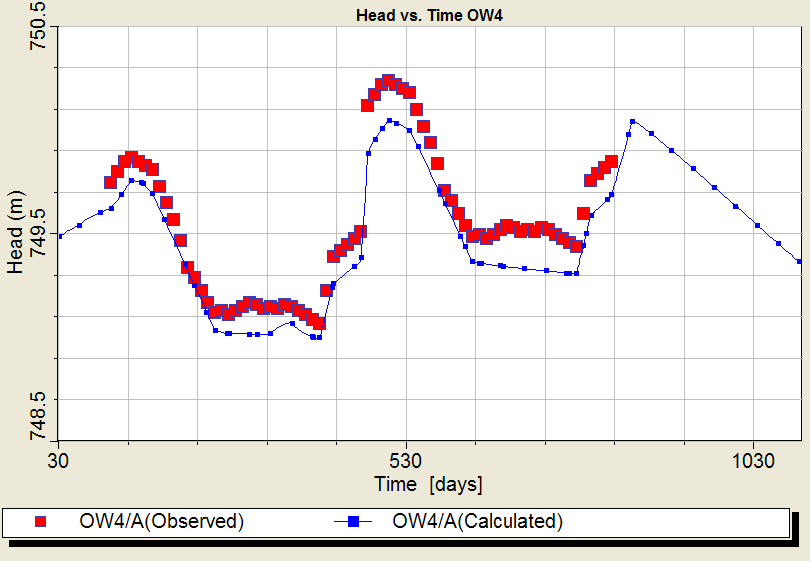 Head vs. Time OW4
750.5
749.5
748.5
Head (m)
30 530 1030
Time [days]
OW4/A(Observed) OW4/A(Calculated)